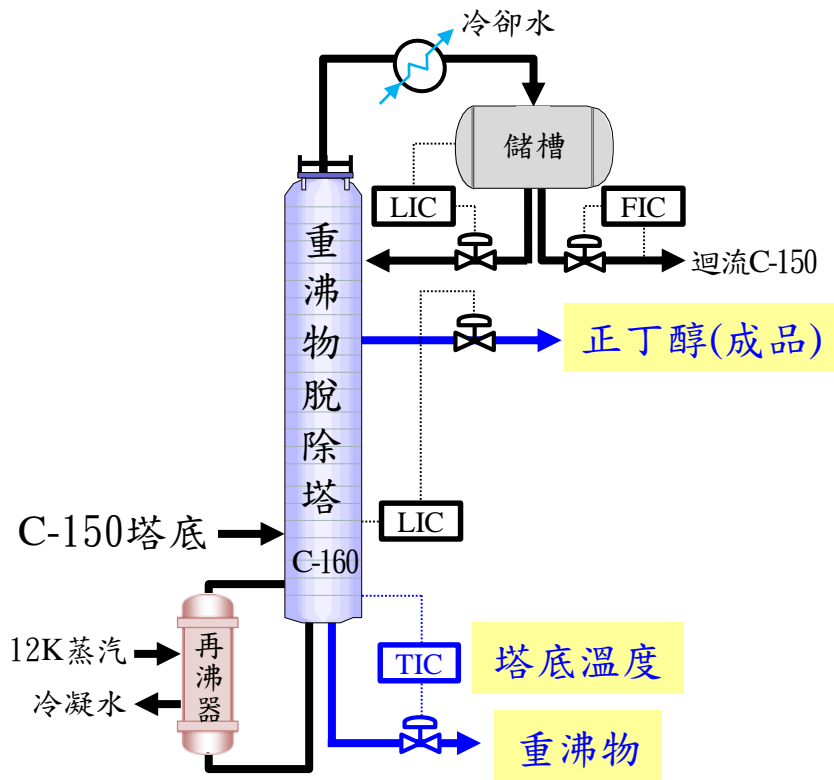 冷卻水
儲槽
LIC
FIC
迴流C-150
重沸物脫除塔
正丁醇(成品)
LIC
C-150塔底
C-160
12K蒸汽
再沸器
冷凝水
TIC
塔底溫度
重沸物